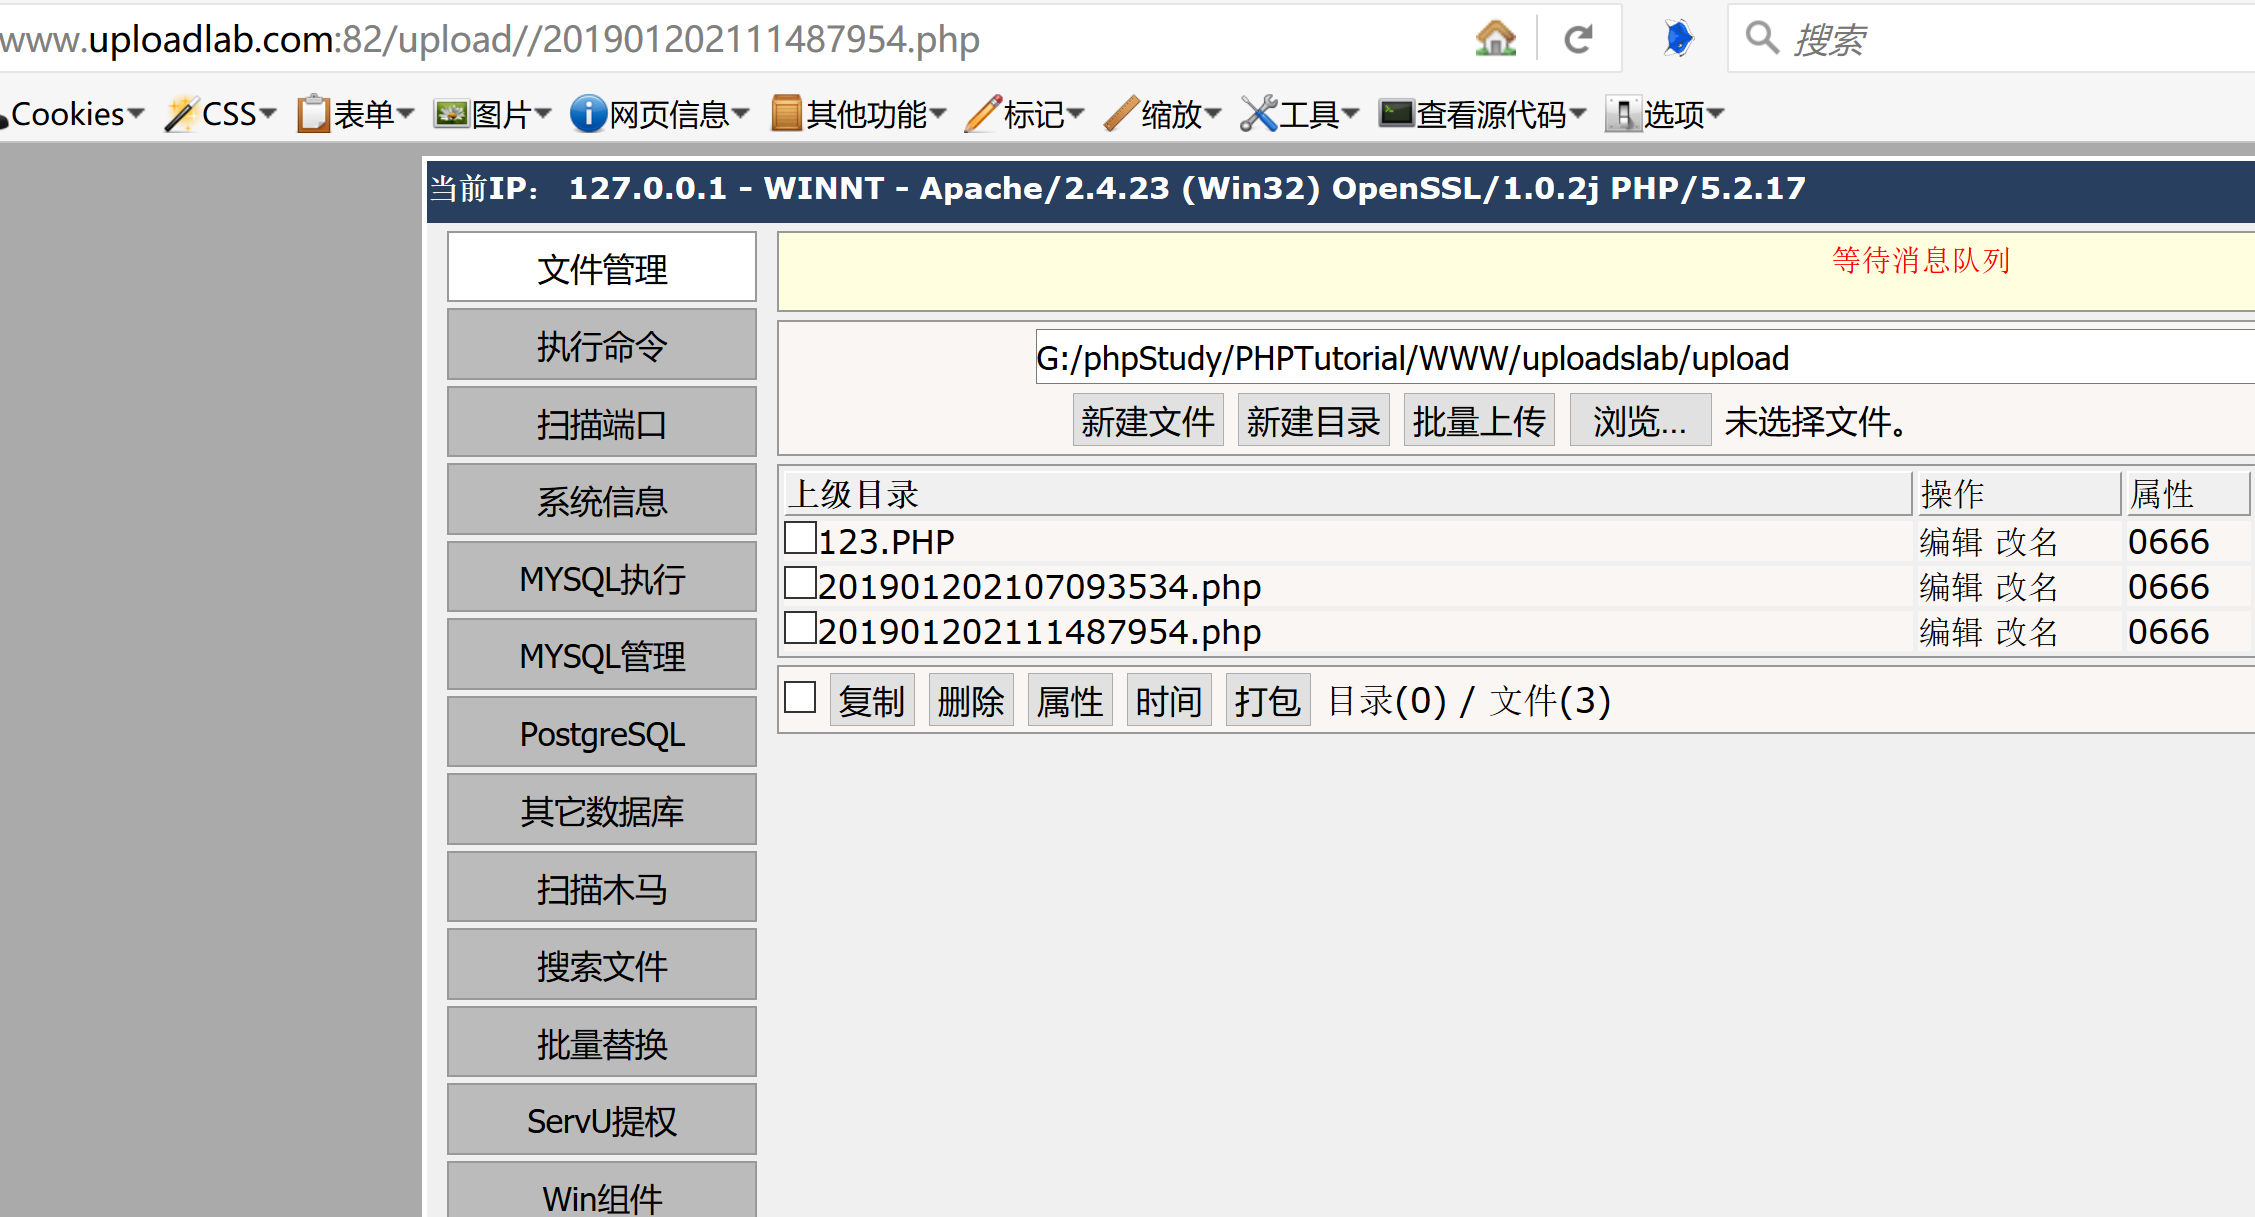 www.uploadlab.com:82/upload//201901202111487954.php 搜索
Cookies CSS 表单 图片 网页信息 其他功能 标记 缩放 工具 查看源代码 选项
当前IP： 127.0.0.1 - WINNT - Apache/2.4.23 (Win32) OpenSSL/1.0.2j PHP/5.2.17
文件管理
执行命令
扫描端口
系统信息
MYSQL执行
MYSQL管理
PostgreSQL
其它数据库
扫描木马
搜索文件
批量替换
ServU提权
Win组件
等待消息队列
G:/phpStudy/PHPTutorial/WWW/uploadslab/upload
新建文件 新建目录 批量上传 浏览... 未选择文件。
上级目录 操作 属性
123.PHP 编辑 改名 0666
201901202107093534.php 编辑 改名 0666
201901202111487954.php 编辑 改名 0666
复制 删除 属性 时间 打包 目录(0) / 文件(3)